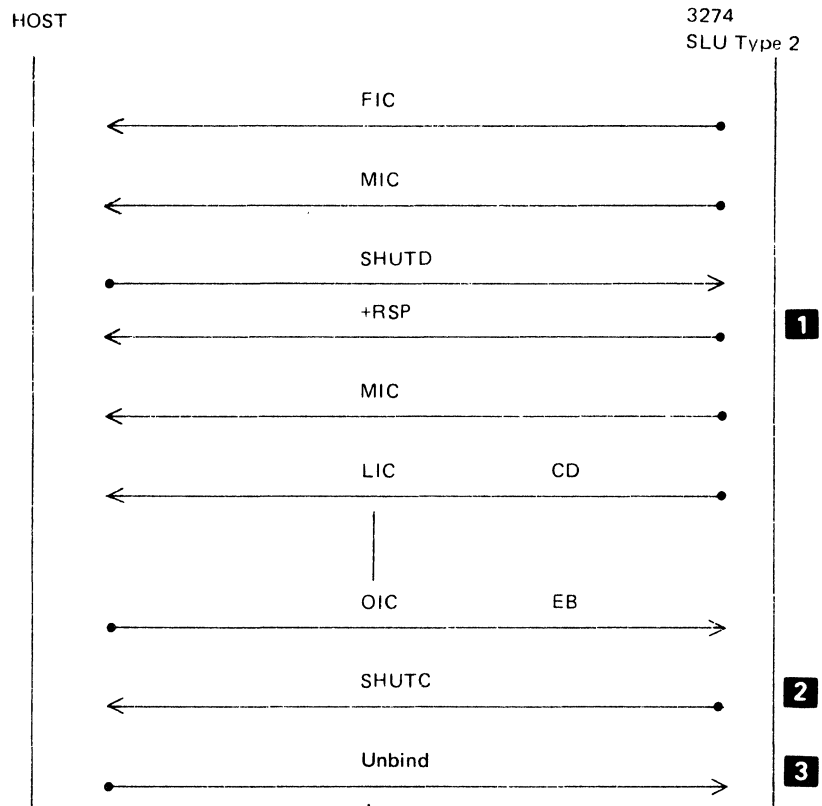 HOST
3274
SLU Type 2
FIC
MIC
SHUTD
+RSP
1
MIC
LIC CD
OIC EB
SHUTC
2
Unbind
3